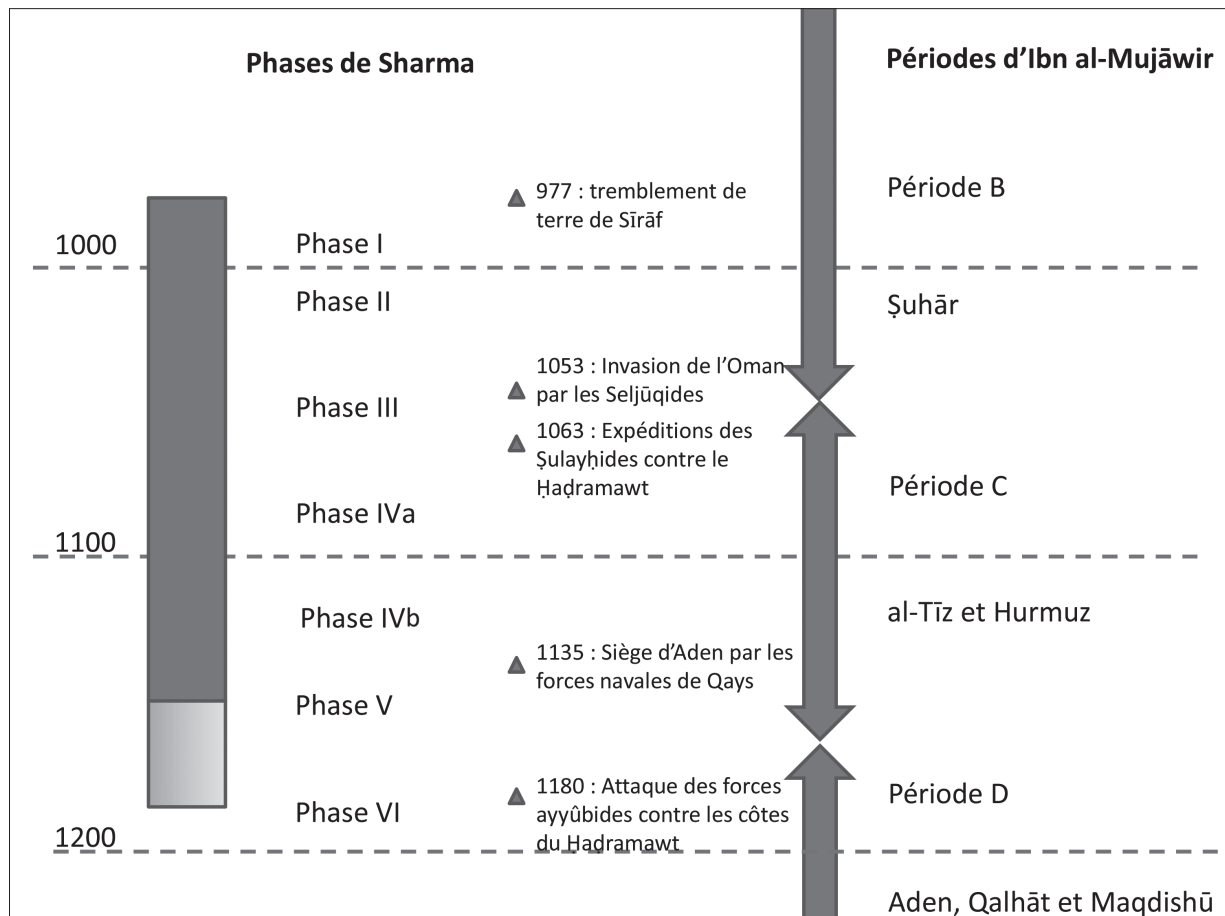 Phases de Sharma
Périodes d'Ibn al-Mujāwir
977 : tremblement de
terre de Sīrāf
Période B
1000
Phase I
Phase II
Ṣuhār
1053 : Invasion de l'Oman
par les Seljūqides
Phase III
1063 : Expéditions des
Ṣulayḥides contre le
Ḥaḍramawt
Période C
Phase IVa
1100
Phase IVb
al-Tīz et Hurmuz
1135 : Siège d'Aden par les
forces navales de Qays
Phase V
1180 : Attaque des forces
ayyûbides contre les côtes
du Haḍramawt
Période D
Phase VI
1200
Aden, Qalhāt et Maqdishū